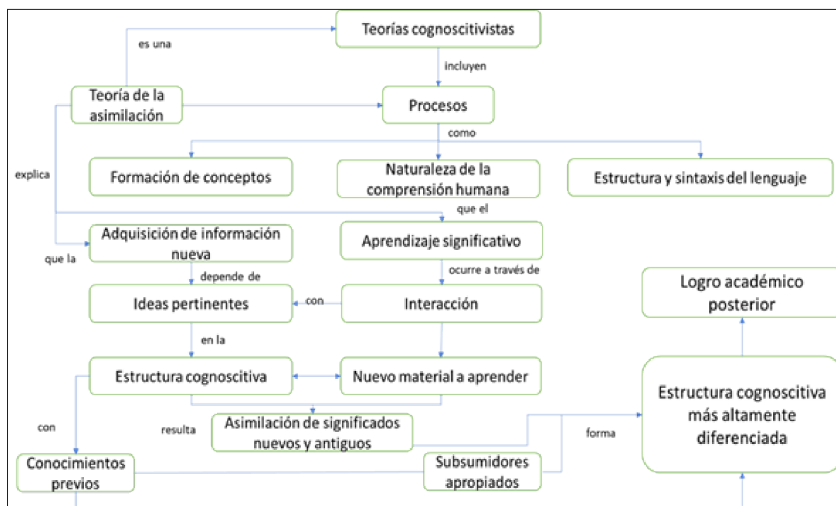 Teorías cognoscitivistas
es una
incluyen
Teoría de la
asimilación
Procesos
como
Formación de conceptos
Naturaleza de la
comprensión humana
Estructura y sintaxis del lenguaje
explica
que el
Adquisición de información
nueva
Aprendizaje significativo
que la
depende de
ocurre a través de
Ideas pertinentes
con
Interacción
Logro académico
posterior
en la
Estructura cognoscitiva
Nuevo material a aprender
Estructura cognoscitiva
más altamente
diferenciada
con
resulta
Asimilación de significados
nuevos y antiguos
forma
Conocimientos
previos
Subsumidores
apropiados